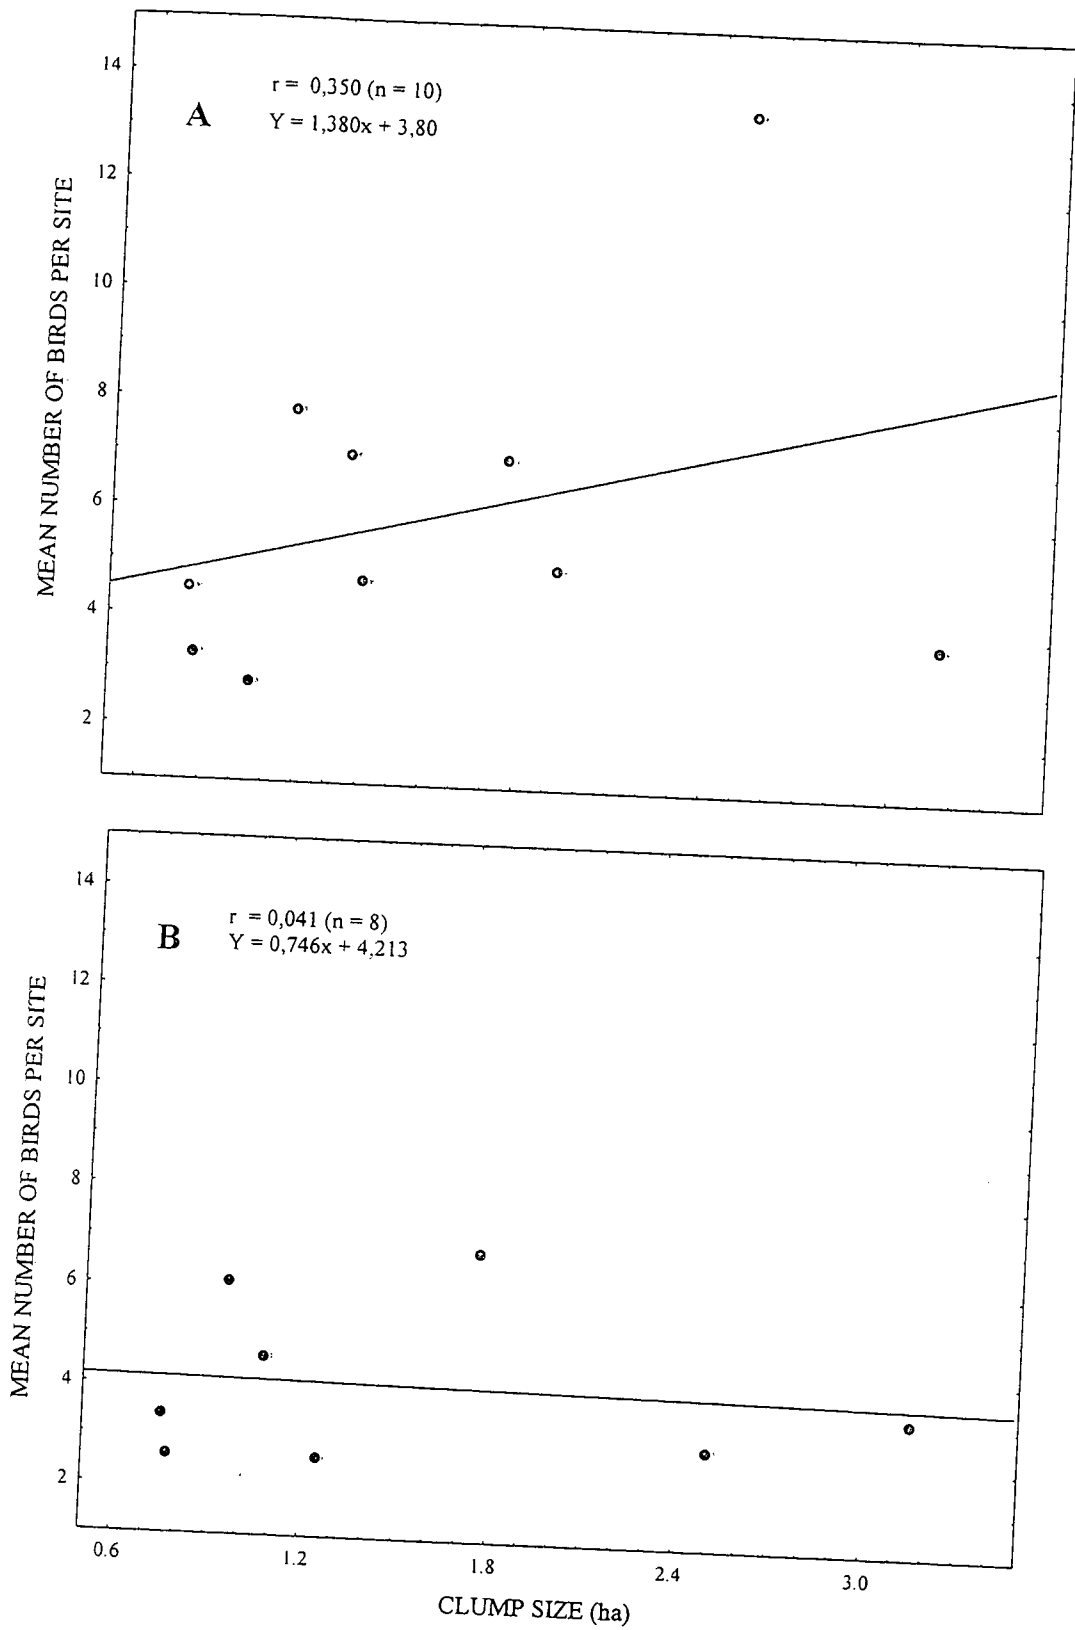 14
12
10
8
6
4
2
MEAN NUMBER OF BIRDS PER SITE
A
r = 0,350 (n = 10)
Y = 1,380x + 3,80
14
12
10
8
6
4
2
MEAN NUMBER OF BIRDS PER SITE
B
r = 0,041 (n = 8)
Y = 0,746x + 4,213
0.6 1.2 1.8 2.4 3.0
CLUMP SIZE (ha)